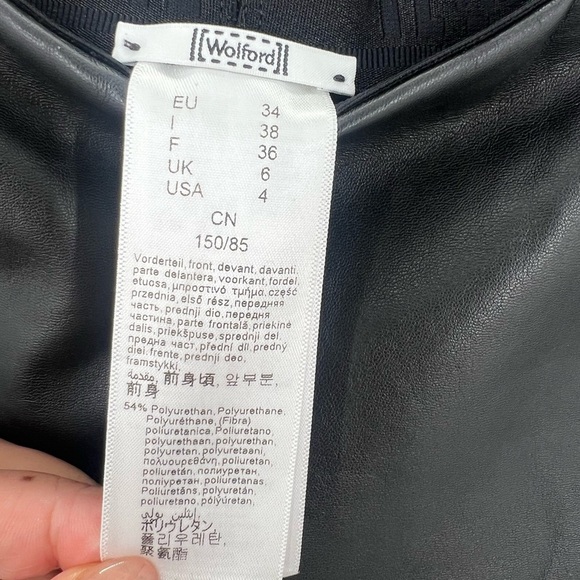 [Wolford]
EU 34
I 38
F 36
UK 6
USA 4
CN
150/85
Vorderteil, front, devant, davanti,
parte delantera, voorkant, fordel,
etuosa, μπροστινό τμήμα, część
przednia, első rész, передняя
часть, prednji dio, передня
частина, parte frontală, priekinė
dalis, priekšpuse, sprednji del,
предна част, přední díl, predný
diel, frente, prednji deo,
framstykki,
مقدمة, 前身頃, 앞부분,
前身
54% Polyurethan, Polyurethane,
Polyuréthane, (Fibra)
poliuretanica, Poliuretano,
polyurethaan, polyurethan,
polyuretan, polyuretaani,
πολυουρεθάνη, poliuretan,
poliuretán, полиуретан,
поліуретан, poliuretanas,
Poliuretāns, polyuretán,
poliuretano, pólýúretan,
بولي إيثلين,
ポリウレタン,
폴리우레탄,
聚氨酯